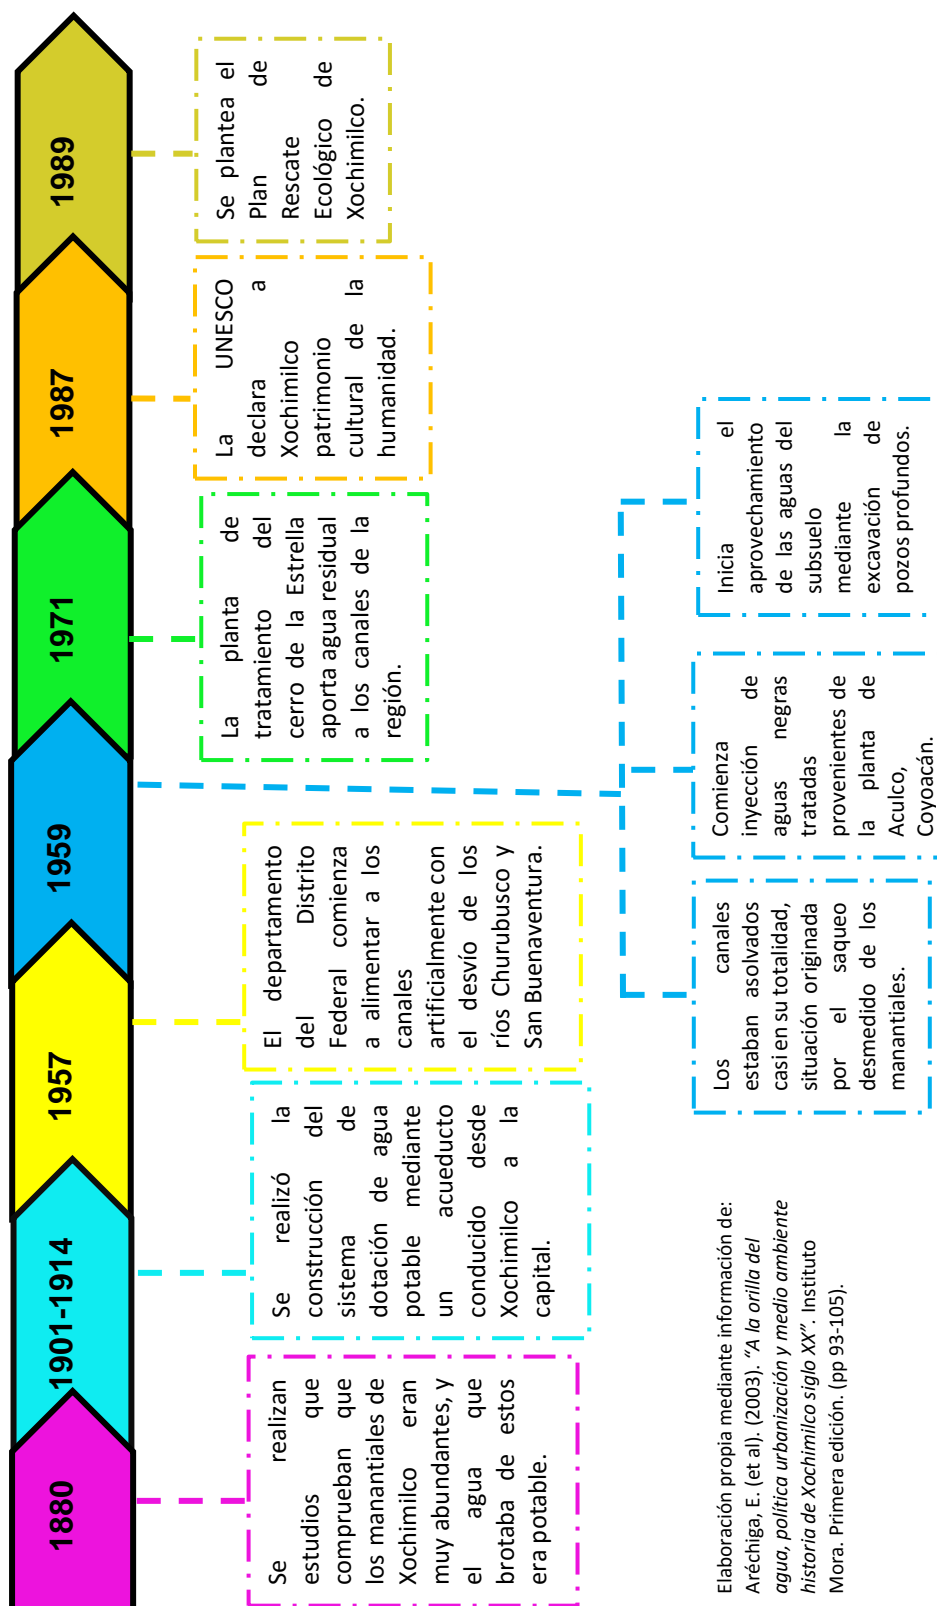 1880
1901-1914
1957
1959
1971
1987
1989
Se realizan
estudios que
comprueban que
los manantiales de
Xochimilco eran
muy abundantes, y
el agua que
brotaba de estos
era potable.
Se realizó la
construcción del
sistema de
dotación de agua
potable mediante
un acueducto
conducido desde
Xochimilco a la
capital.
El departamento
del Distrito
Federal comienza
a alimentar a los
canales
artificialmente con
el desvío de los
ríos Churubusco y
San Buenaventura.
La planta de
tratamiento del
cerro de la Estrella
aporta agua residual
a los canales de la
región.
La UNESCO
declara a
Xochimilco
patrimonio
cultural de la
humanidad.
Se plantea el
Plan de
Rescate
Ecológico de
Xochimilco.
Los canales
estaban asolvados
casi en su totalidad,
situación originada
por el saqueo
desmedido de los
manantiales.
Comienza
inyección de
aguas negras
tratadas
provenientes de
la planta de
Aculco,
Coyoacán.
Inicia el
aprovechamiento
de las aguas del
subsuelo
mediante la
excavación de
pozos profundos.
Elaboración propia mediante información de:
Aréchiga, E. (et al). (2003). “A la orilla del
agua, política urbanización y medio ambiente
historia de Xochimilco siglo XX”. Instituto
Mora. Primera edición. (pp 93-105).